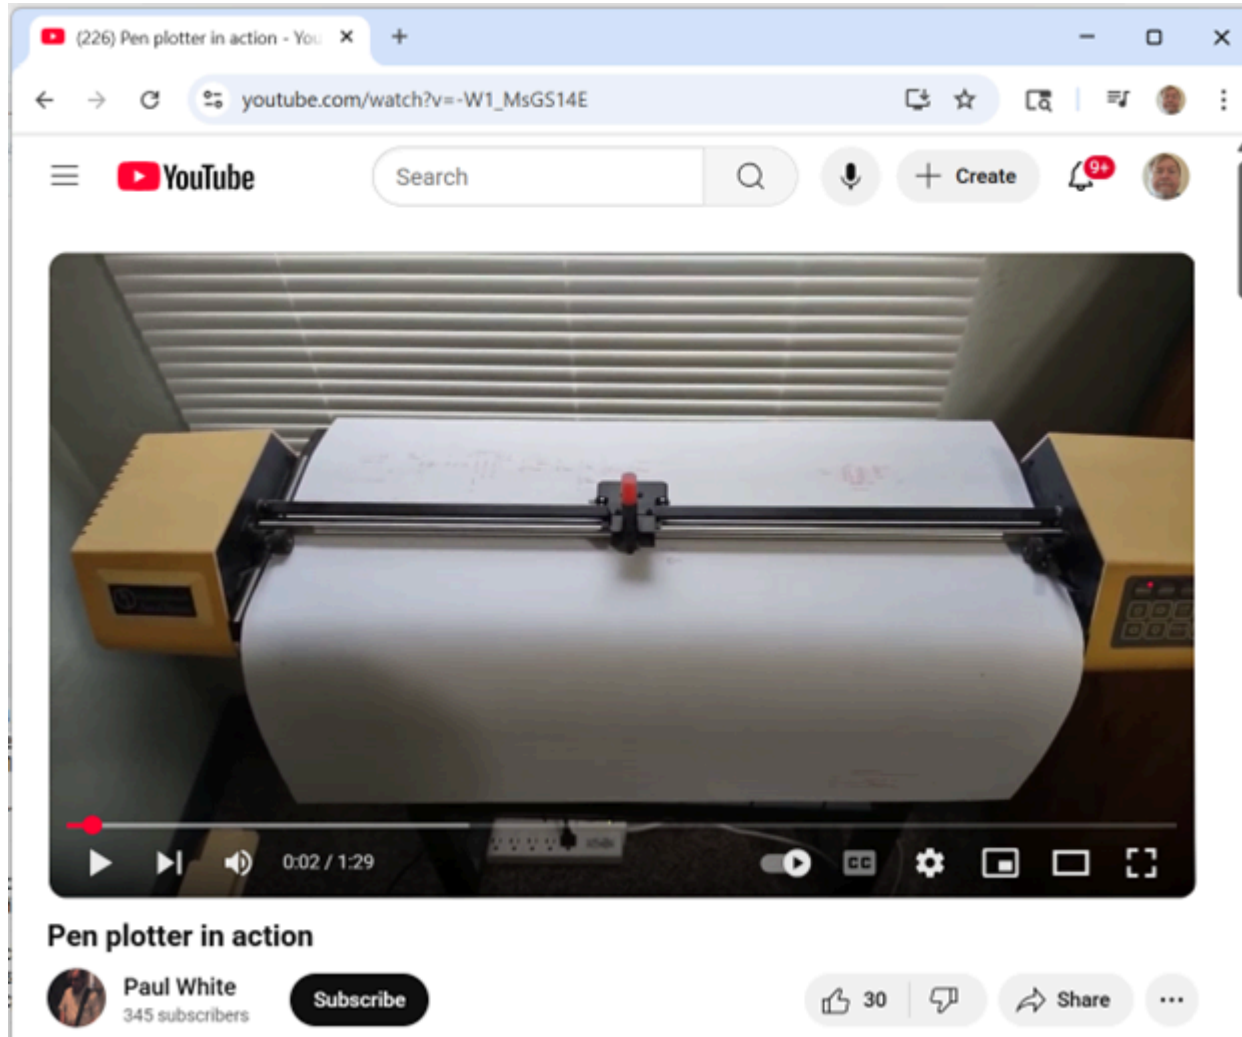 (226) Pen plotter in action - You
youtube.com/watch?v=-W1_MsGS14E
YouTube
Search
Create
9+
0:02 / 1:29
CC
Pen plotter in action
Paul White
345 subscribers
Subscribe
30
Share